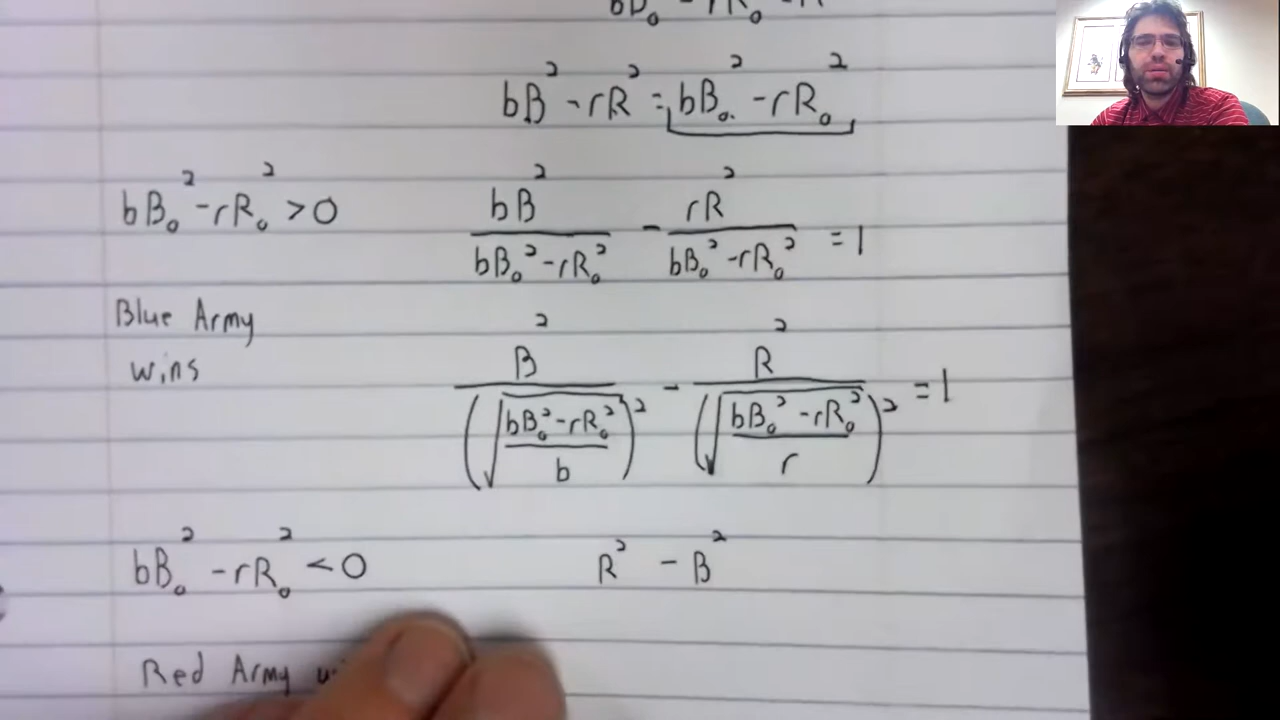 bB² - rR² = bB₀² - rR₀²
bB₀² - rR₀² > 0
bB² / (bB₀² - rR₀²) - rR² / (bB₀² - rR₀²) = 1
Blue Army
wins
B² / (√((bB₀² - rR₀²) / b))² - R² / (√((bB₀² - rR₀²) / r))² = 1
bB₀² - rR₀² < 0
R² - B²
Red Army